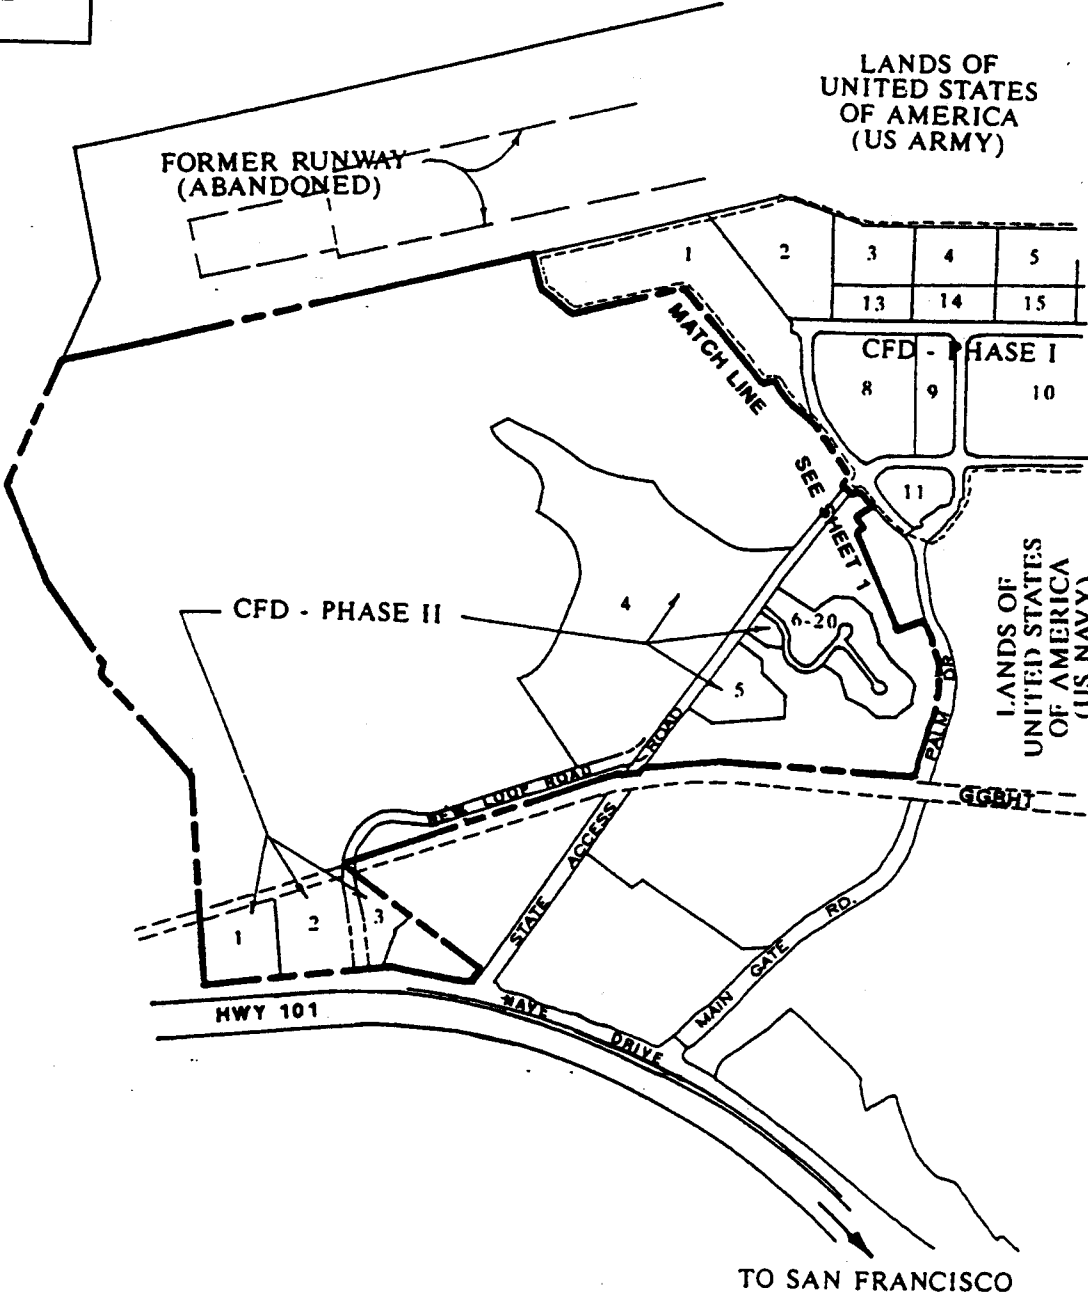 LANDS OF
UNITED STATES
OF AMERICA
(US ARMY)
FORMER RUNWAY
(ABANDONED)
1
2
3
4
5
13
14
15
CFD - PHASE I
MATCH LINE
8
9
10
SEE SHEET 1
11
LANDS OF
UNITED STATES
OF AMERICA
(US NAVY)
CFD - PHASE II
4
6-20
5
PALM DR.
ROAD
NEW LOOP ROAD
GGBHT
STATE ACCESS
1
2
3
MAIN GATE RD.
HWY 101
NAVE DRIVE
TO SAN FRANCISCO